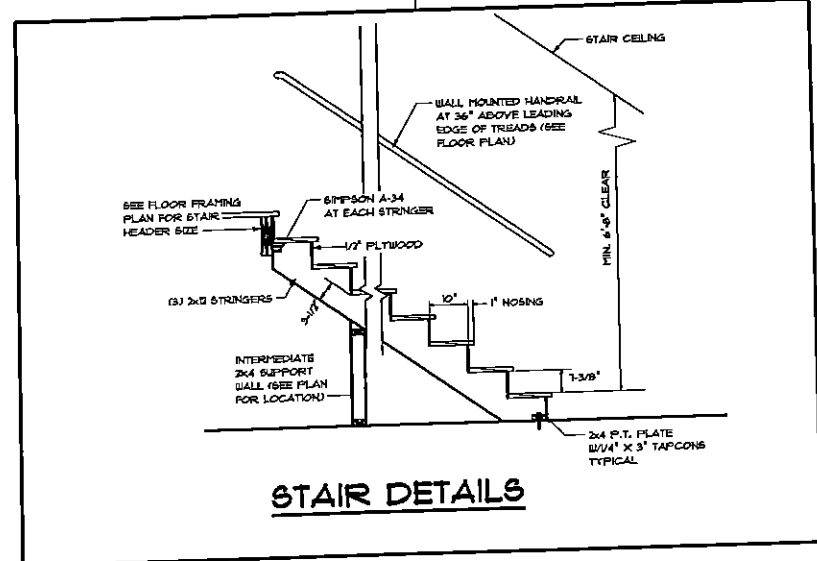 STAIR CEILING
WALL MOUNTED HANDRAIL
AT 36" ABOVE LEADING
EDGE OF TREADS (SEE
FLOOR PLAN)
SEE FLOOR FRAMING
PLAN FOR STAIR
HEADER SIZE
SIMPSON A-34
AT EACH STRINGER
1/2" PLYWOOD
MIN. 6'-8" CLEAR
(3) 2x12 STRINGERS
3-1/2"
10"
1" NOSING
7-3/8"
INTERMEDIATE
2x4 SUPPORT
WALL (SEE PLAN
FOR LOCATION)
2x4 P.T. PLATE
W/1/4" X 3" TAPCONS
TYPICAL
STAIR DETAILS